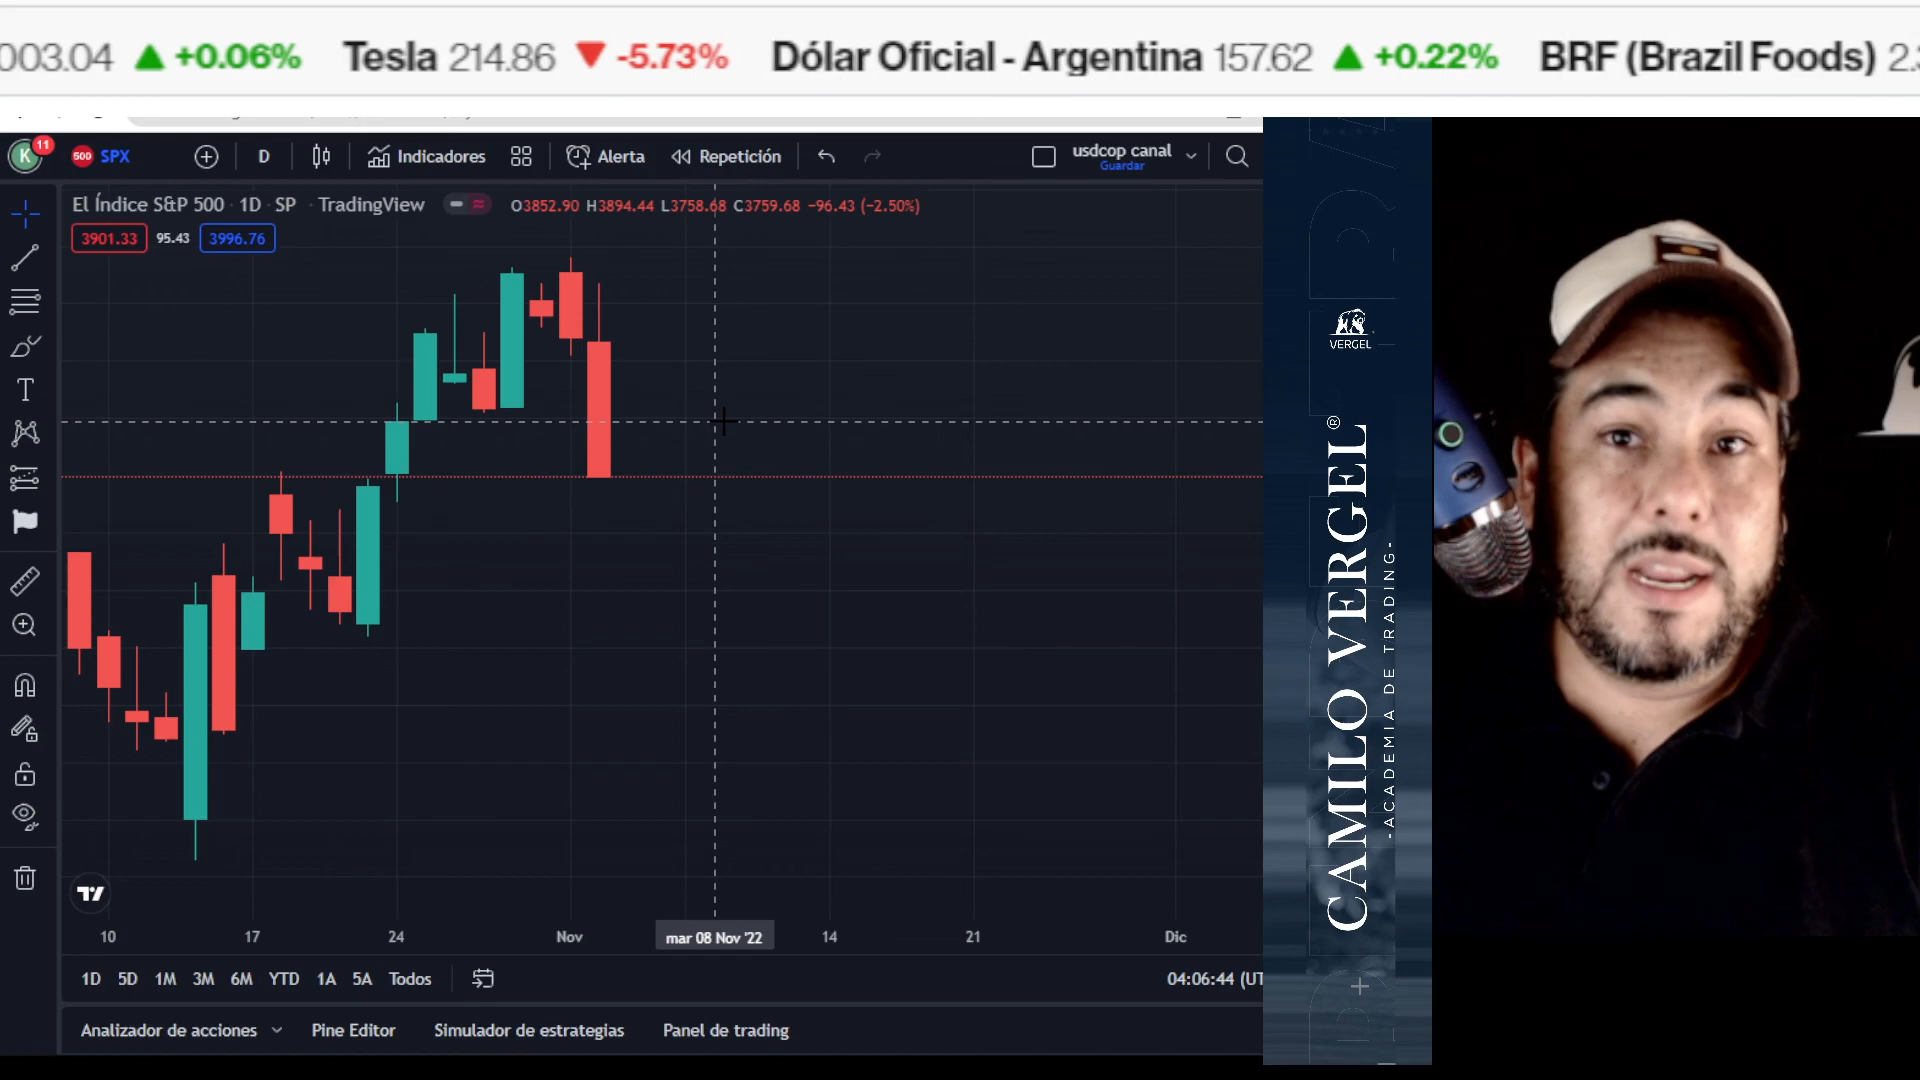 003.04 +0.06% Tesla 214.86 -5.73% Dólar Oficial - Argentina 157.62 +0.22% BRF (Brazil Foods)
K 11 500 SPX D Indicadores Alerta Repetición usdcop canal
Guardar
El Índice S&P 500 · 1D · SP · TradingView O3852.90 H3894.44 L3758.68 C3759.68 −96.43 (−2.50%)
3901.33 95.43 3996.76
T
10 17 24 Nov mar 08 Nov '22 14 21 Dic
1D 5D 1M 3M 6M YTD 1A 5A Todos 04:06:44 (UT
Analizador de acciones Pine Editor Simulador de estrategias Panel de trading
VERGEL
CAMILO VERGEL®
-ACADEMIA DE TRADING-